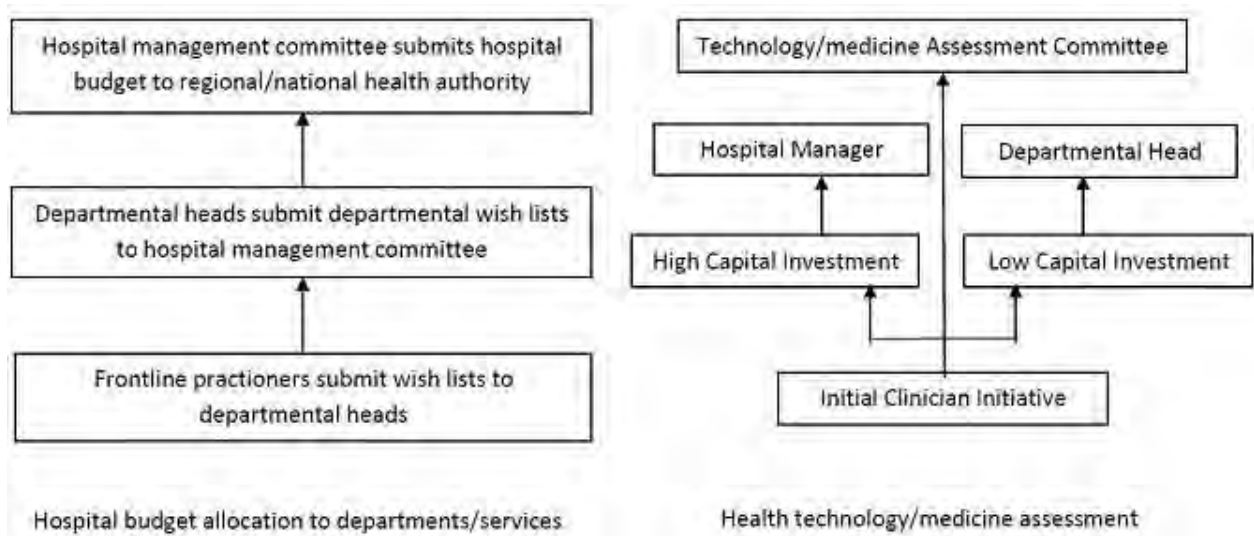 Hospital management committee submits hospital
budget to regional/national health authority
Departmental heads submit departmental wish lists
to hospital management committee
Frontline practioners submit wish lists to
departmental heads
Hospital budget allocation to departments/services
Technology/medicine Assessment Committee
Hospital Manager
Departmental Head
High Capital Investment
Low Capital Investment
Initial Clinician Initiative
Health technology/medicine assessment